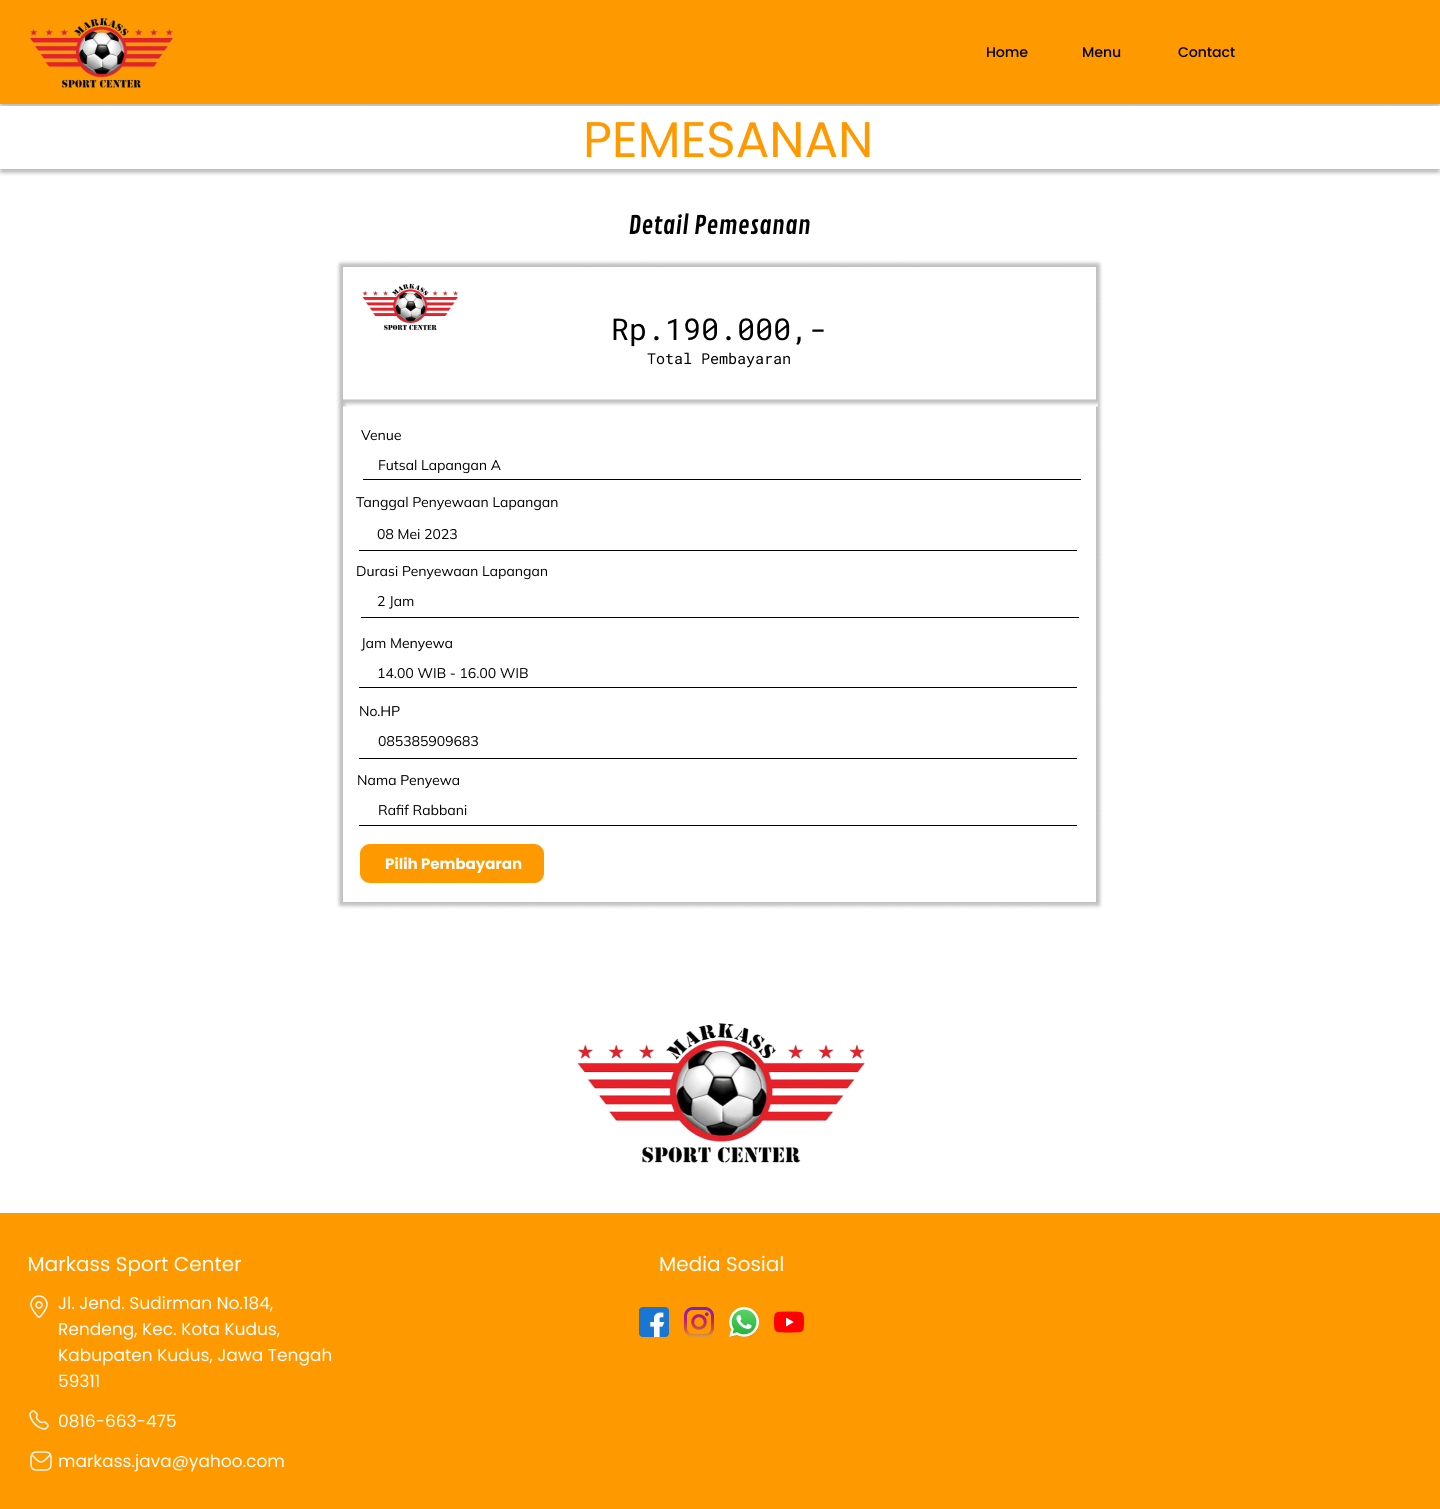 MARKASS
SPORT CENTER
Home
Menu
Contact
PEMESANAN
Detail Pemesanan
MARKASS
SPORT CENTER
Rp.190.000,-
Total Pembayaran
Venue
Futsal Lapangan A
Tanggal Penyewaan Lapangan
08 Mei 2023
Durasi Penyewaan Lapangan
2 Jam
Jam Menyewa
14.00 WIB - 16.00 WIB
No.HP
085385909683
Nama Penyewa
Rafif Rabbani
Pilih Pembayaran
MARKASS
SPORT CENTER
Markass Sport Center
Jl. Jend. Sudirman No.184,
Rendeng, Kec. Kota Kudus,
Kabupaten Kudus, Jawa Tengah
59311
0816-663-475
markass.java@yahoo.com
Media Sosial